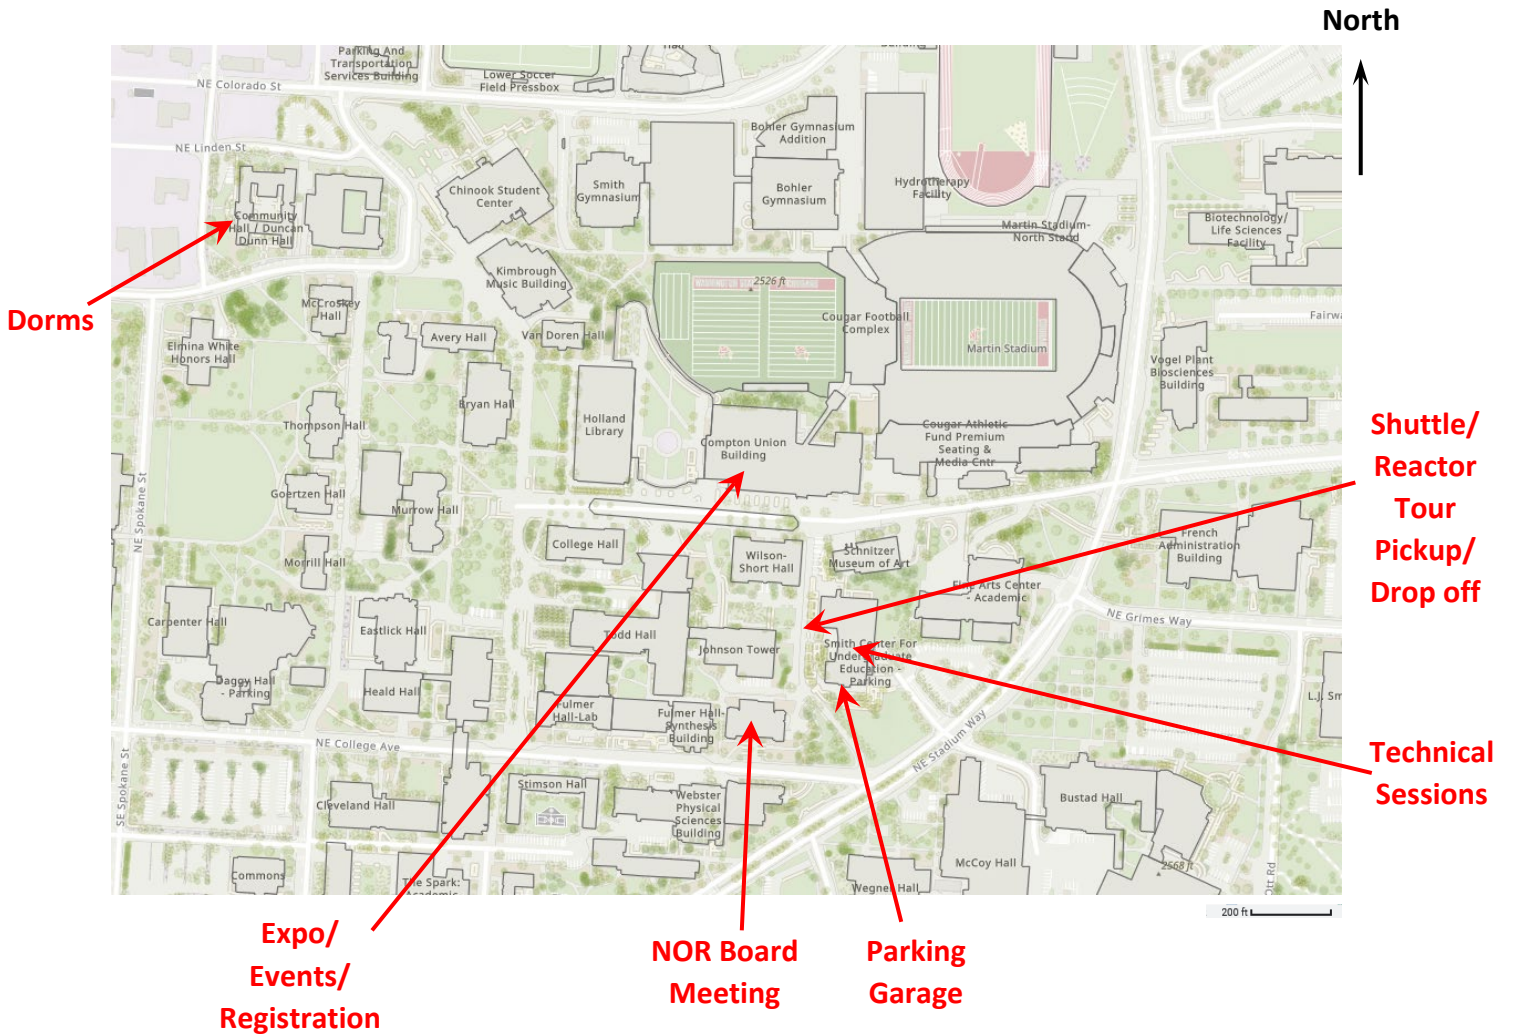 North
Parking And
Transportation
Services Building
Hall
Building
Lower Soccer
Field Pressbox
NE Colorado St
NE Linden St
Bohler Gymnasium
Addition
Chinook Student
Center
Smith
Gymnasium
Bohler
Gymnasium
Hydrotherapy
Facility
Community
Hall / Duncan
Dunn Hall
Martin Stadium-
North Stand
Biotechnology/
Life Sciences
Facility
Kimbrough
Music Building
2526 ft
Dorms
McCroskey
Hall
Cougar Football
Complex
Fairwa
Elmina White
Honors Hall
Avery Hall
Van Doren Hall
Martin Stadium
Vogel Plant
Biosciences
Building
Bryan Hall
Thompson Hall
Holland
Library
Compton Union
Building
Cougar Athletic
Fund Premium
Seating &
Media Cntr
Shuttle/
Reactor
Tour
Pickup/
Drop off
Goertzen Hall
Murrow Hall
NE Spokane St
College Hall
Wilson-
Short Hall
Schnitzer
Museum of Art
French
Administration
Building
Morrill Hall
Fine Arts Center
- Academic
NE Grimes Way
Carpenter Hall
Eastlick Hall
Todd Hall
Johnson Tower
Smith Center For
Undergraduate
Education -
Parking
Daggy Hall
- Parking
Heald Hall
Fulmer
Hall-Lab
Fulmer Hall-
Synthesis
Building
L.J. Sm
NE College Ave
NE Stadium Way
Technical
Sessions
SE Spokane St
Cleveland Hall
Stimson Hall
Webster
Physical
Sciences
Building
Bustad Hall
McCoy Hall
2568 ft
Commons
The Spark:
Academic
Wegner Hall
Ott Rd
200 ft
Expo/
Events/
Registration
NOR Board
Meeting
Parking
Garage